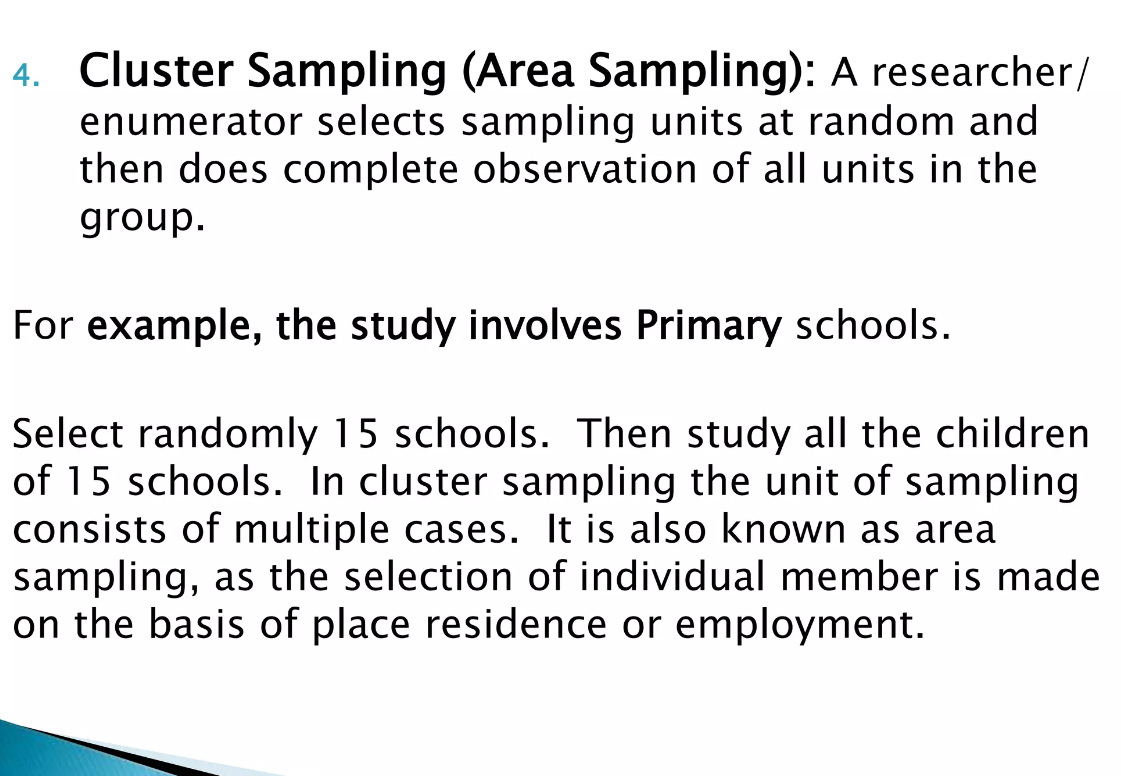 4. Cluster Sampling (Area Sampling): A researcher/
enumerator selects sampling units at random and
then does complete observation of all units in the
group.
For example, the study involves Primary schools.
Select randomly 15 schools. Then study all the children
of 15 schools. In cluster sampling the unit of sampling
consists of multiple cases. It is also known as area
sampling, as the selection of individual member is made
on the basis of place residence or employment.